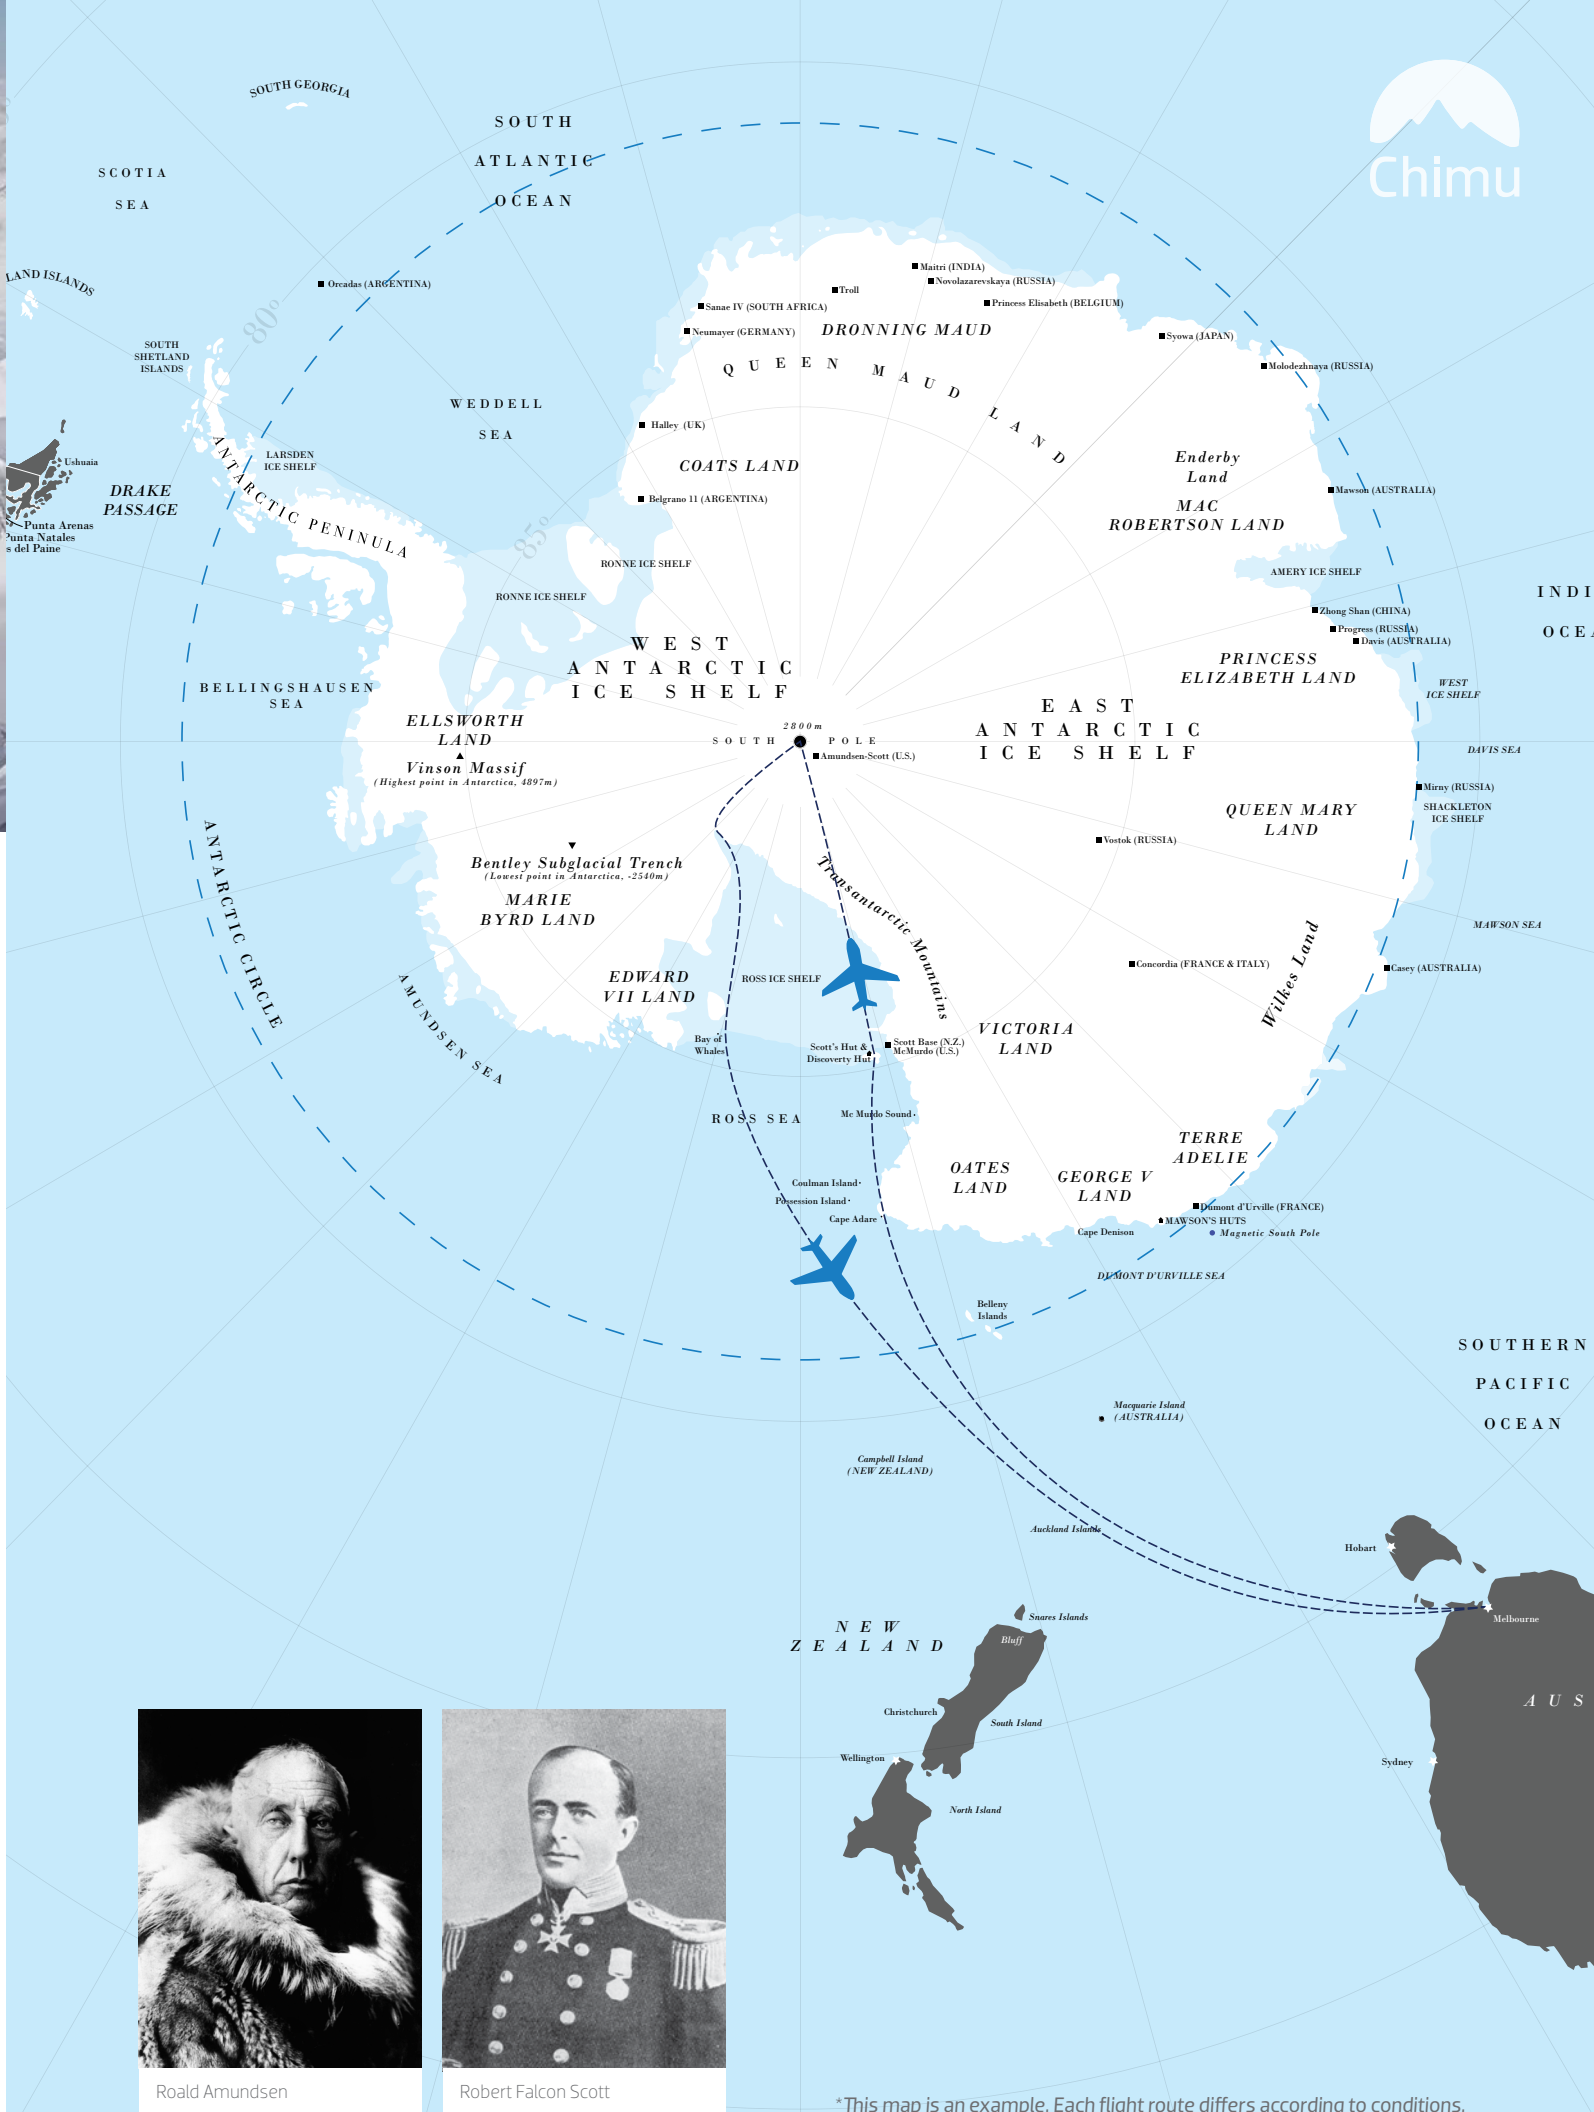 SOUTH GEORGIA
SOUTH
ATLANTIC
OCEAN
Chimu
SCOTIA
SEA
LAND ISLANDS
Orcadas (ARGENTINA)
80°
Maitri (INDIA)
Novolazarevskaya (RUSSIA)
Troll
Princess Elisabeth (BELGIUM)
Sanae IV (SOUTH AFRICA)
Neumayer (GERMANY)
DRONNING MAUD
Syowa (JAPAN)
Molodezhnaya (RUSSIA)
QUEEN MAUD LAND
SOUTH
SHETLAND
ISLANDS
WEDDELL
SEA
Halley (UK)
COATS LAND
Belgrano 11 (ARGENTINA)
Enderby
Land
MAC
ROBERTSON LAND
Mawson (AUSTRALIA)
LARSDEN
ICE SHELF
Ushuaia
DRAKE
PASSAGE
Punta Arenas
Punta Natales
s del Paine
ANTARCTIC PENINULA
85°
RONNE ICE SHELF
RONNE ICE SHELF
AMERY ICE SHELF
INDI
OCEA
Zhong Shan (CHINA)
Progress (RUSSIA)
Davis (AUSTRALIA)
WEST
ANTARCTIC
ICE SHELF
PRINCESS
ELIZABETH LAND
WEST
ICE SHELF
BELLINGSHAUSEN
SEA
ELLSWORTH
LAND
Vinson Massif
(Highest point in Antarctica, 4897m)
2800m
SOUTH POLE
Amundsen-Scott (U.S.)
EAST
ANTARCTIC
ICE SHELF
DAVIS SEA
Mirny (RUSSIA)
SHACKLETON
ICE SHELF
QUEEN MARY
LAND
Vostok (RUSSIA)
Bentley Subglacial Trench
(Lowest point in Antarctica, -2540m)
MARIE
BYRD LAND
ANTARCTIC CIRCLE
Transantarctic Mountains
MAWSON SEA
Wilkes Land
Casey (AUSTRALIA)
Concordia (FRANCE & ITALY)
EDWARD
VII LAND
ROSS ICE SHELF
AMUNDSEN SEA
Bay of
Whales
Scott's Hut &
Discoverty Hut
Scott Base (N.Z.)
McMurdo (U.S.)
VICTORIA
LAND
ROSS SEA
Mc Murdo Sound
TERRE
ADELIE
OATES
LAND
GEORGE V
LAND
Coulman Island
Possession Island
Cape Adare
Dumont d'Urville (FRANCE)
MAWSON'S HUTS
Cape Denison
Magnetic South Pole
DUMONT D'URVILLE SEA
Belleny
Islands
SOUTHERN
PACIFIC
OCEAN
Macquarie Island
(AUSTRALIA)
Campbell Island
(NEW ZEALAND)
Auckland Islands
Hobart
Melbourne
NEW
ZEALAND
Snares Islands
Bluff
AUS
Christchurch
South Island
Wellington
Sydney
North Island
Roald Amundsen
Robert Falcon Scott
*This map is an example. Each flight route differs according to conditions.